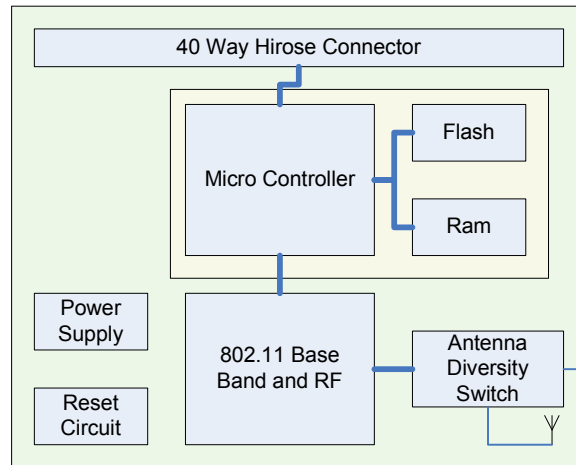 40 Way Hirose Connector
Micro Controller
Flash
Ram
Power
Supply
802.11 Base
Band and RF
Antenna
Diversity
Switch
Reset
Circuit